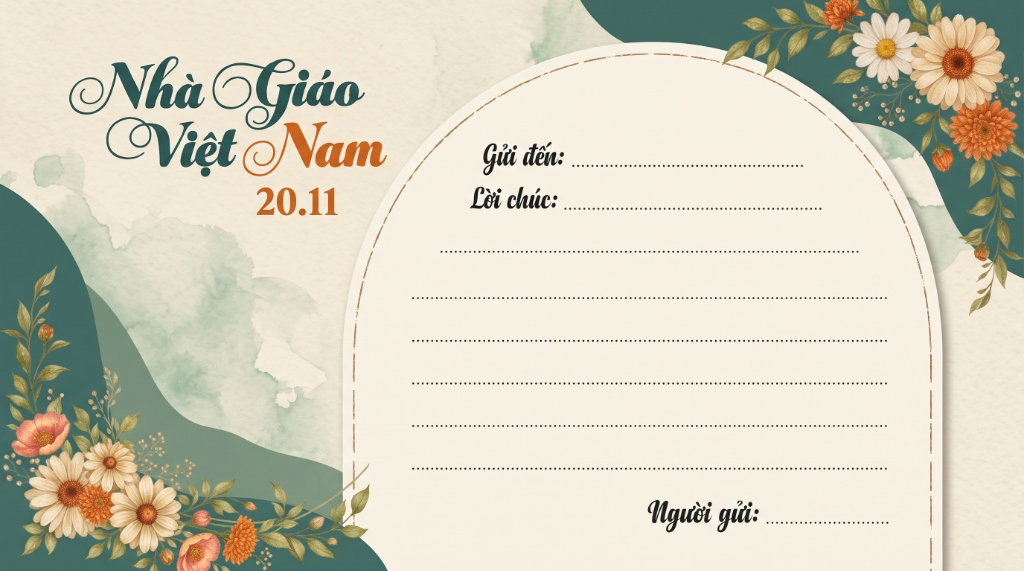 Nhà Giáo
Việt Nam
20.11
Gửi đến: ..........................................................
Lời chúc: ................................................................
.........................................................................................................
.......................................................................................................................
.......................................................................................................................
.......................................................................................................................
.......................................................................................................................
.......................................................................................................................
Người gửi: ...............................